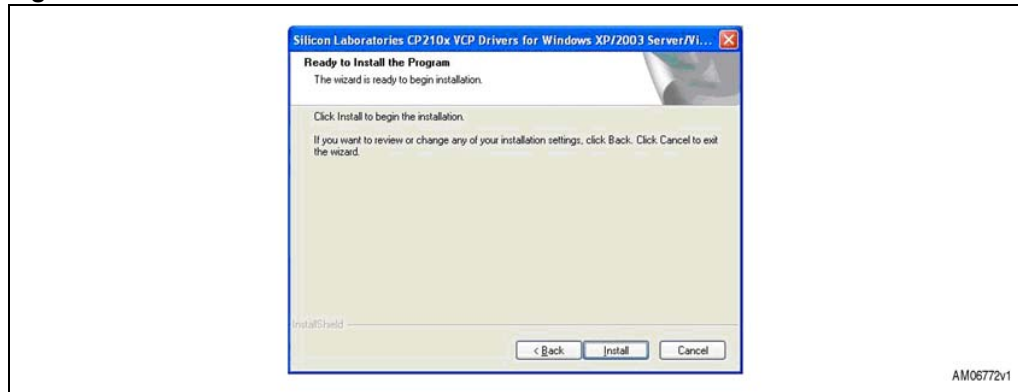 Silicon Laboratories CP210x VCP Drivers for Windows XP/2003 Server/Vi...
Ready to Install the Program
The wizard is ready to begin installation.
Click Install to begin the installation.
If you want to review or change any of your installation settings, click Back. Click Cancel to exit
the wizard.
InstallShield
< Back Install Cancel
AM06772v1